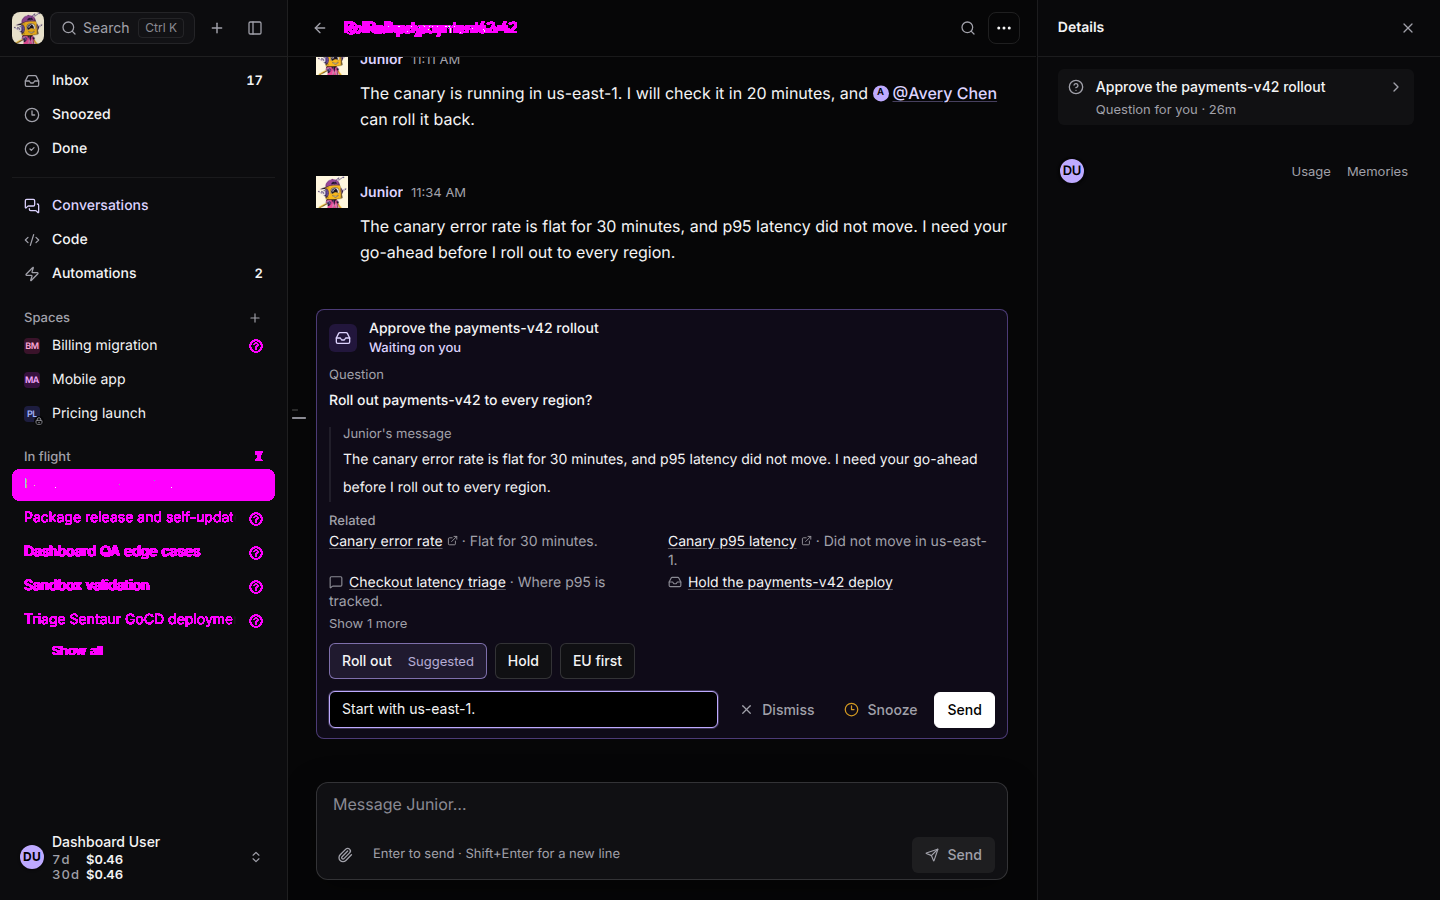 Search Ctrl K
Inbox 17
Snoozed
Done
Conversations
Code
Automations 2
Spaces
BM Billing migration
MA Mobile app
PL Pricing launch
In flight
Package release and self-updat
Dashboard QA edge cases
Sandbox validation
Triage Sentaur GoCD deployme
Show all
DU Dashboard User
7d $0.46
30d $0.46
Junior 11:11 AM
The canary is running in us-east-1. I will check it in 20 minutes, and A @Avery Chen
can roll it back.
Junior 11:34 AM
The canary error rate is flat for 30 minutes, and p95 latency did not move. I need your
go-ahead before I roll out to every region.
Approve the payments-v42 rollout
Waiting on you
Question
Roll out payments-v42 to every region?
Junior's message
The canary error rate is flat for 30 minutes, and p95 latency did not move. I need your go-ahead
before I roll out to every region.
Related
Canary error rate · Flat for 30 minutes.
Canary p95 latency · Did not move in us-east-
1.
Checkout latency triage · Where p95 is
tracked.
Hold the payments-v42 deploy
Show 1 more
Roll out Suggested Hold EU first
Start with us-east-1. Dismiss Snooze Send
Message Junior...
Enter to send · Shift+Enter for a new line Send
Details
Approve the payments-v42 rollout
Question for you · 26m
DU Usage Memories